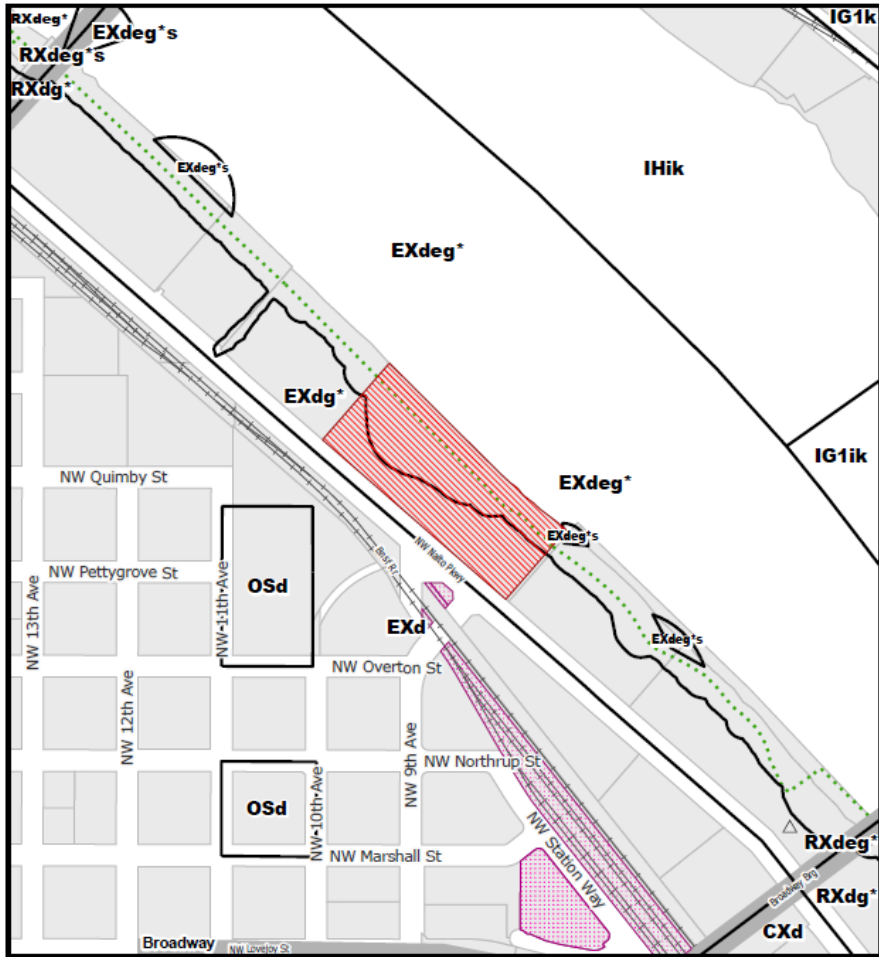 RXdeg*
EXdeg*s
IG1k
RXdeg*s
RXdg*
EXdeg*s
IHik
EXdeg*
EXdg*
IG1ik
NW Quimby St
EXdeg*
EXdeg*s
NW Naito Pkwy
Bnsf Rr
NW Pettygrove St
NW 13th Ave
NW 11th Ave
OSd
EXd
EXdeg*s
NW Overton St
NW 12th Ave
NW 9th Ave
NW Northrup St
OSd
NW 10th Ave
NW Station Way
NW Marshall St
RXdeg*
Broadway Brg
RXdg*
CXd
Broadway
NW Lovejoy St